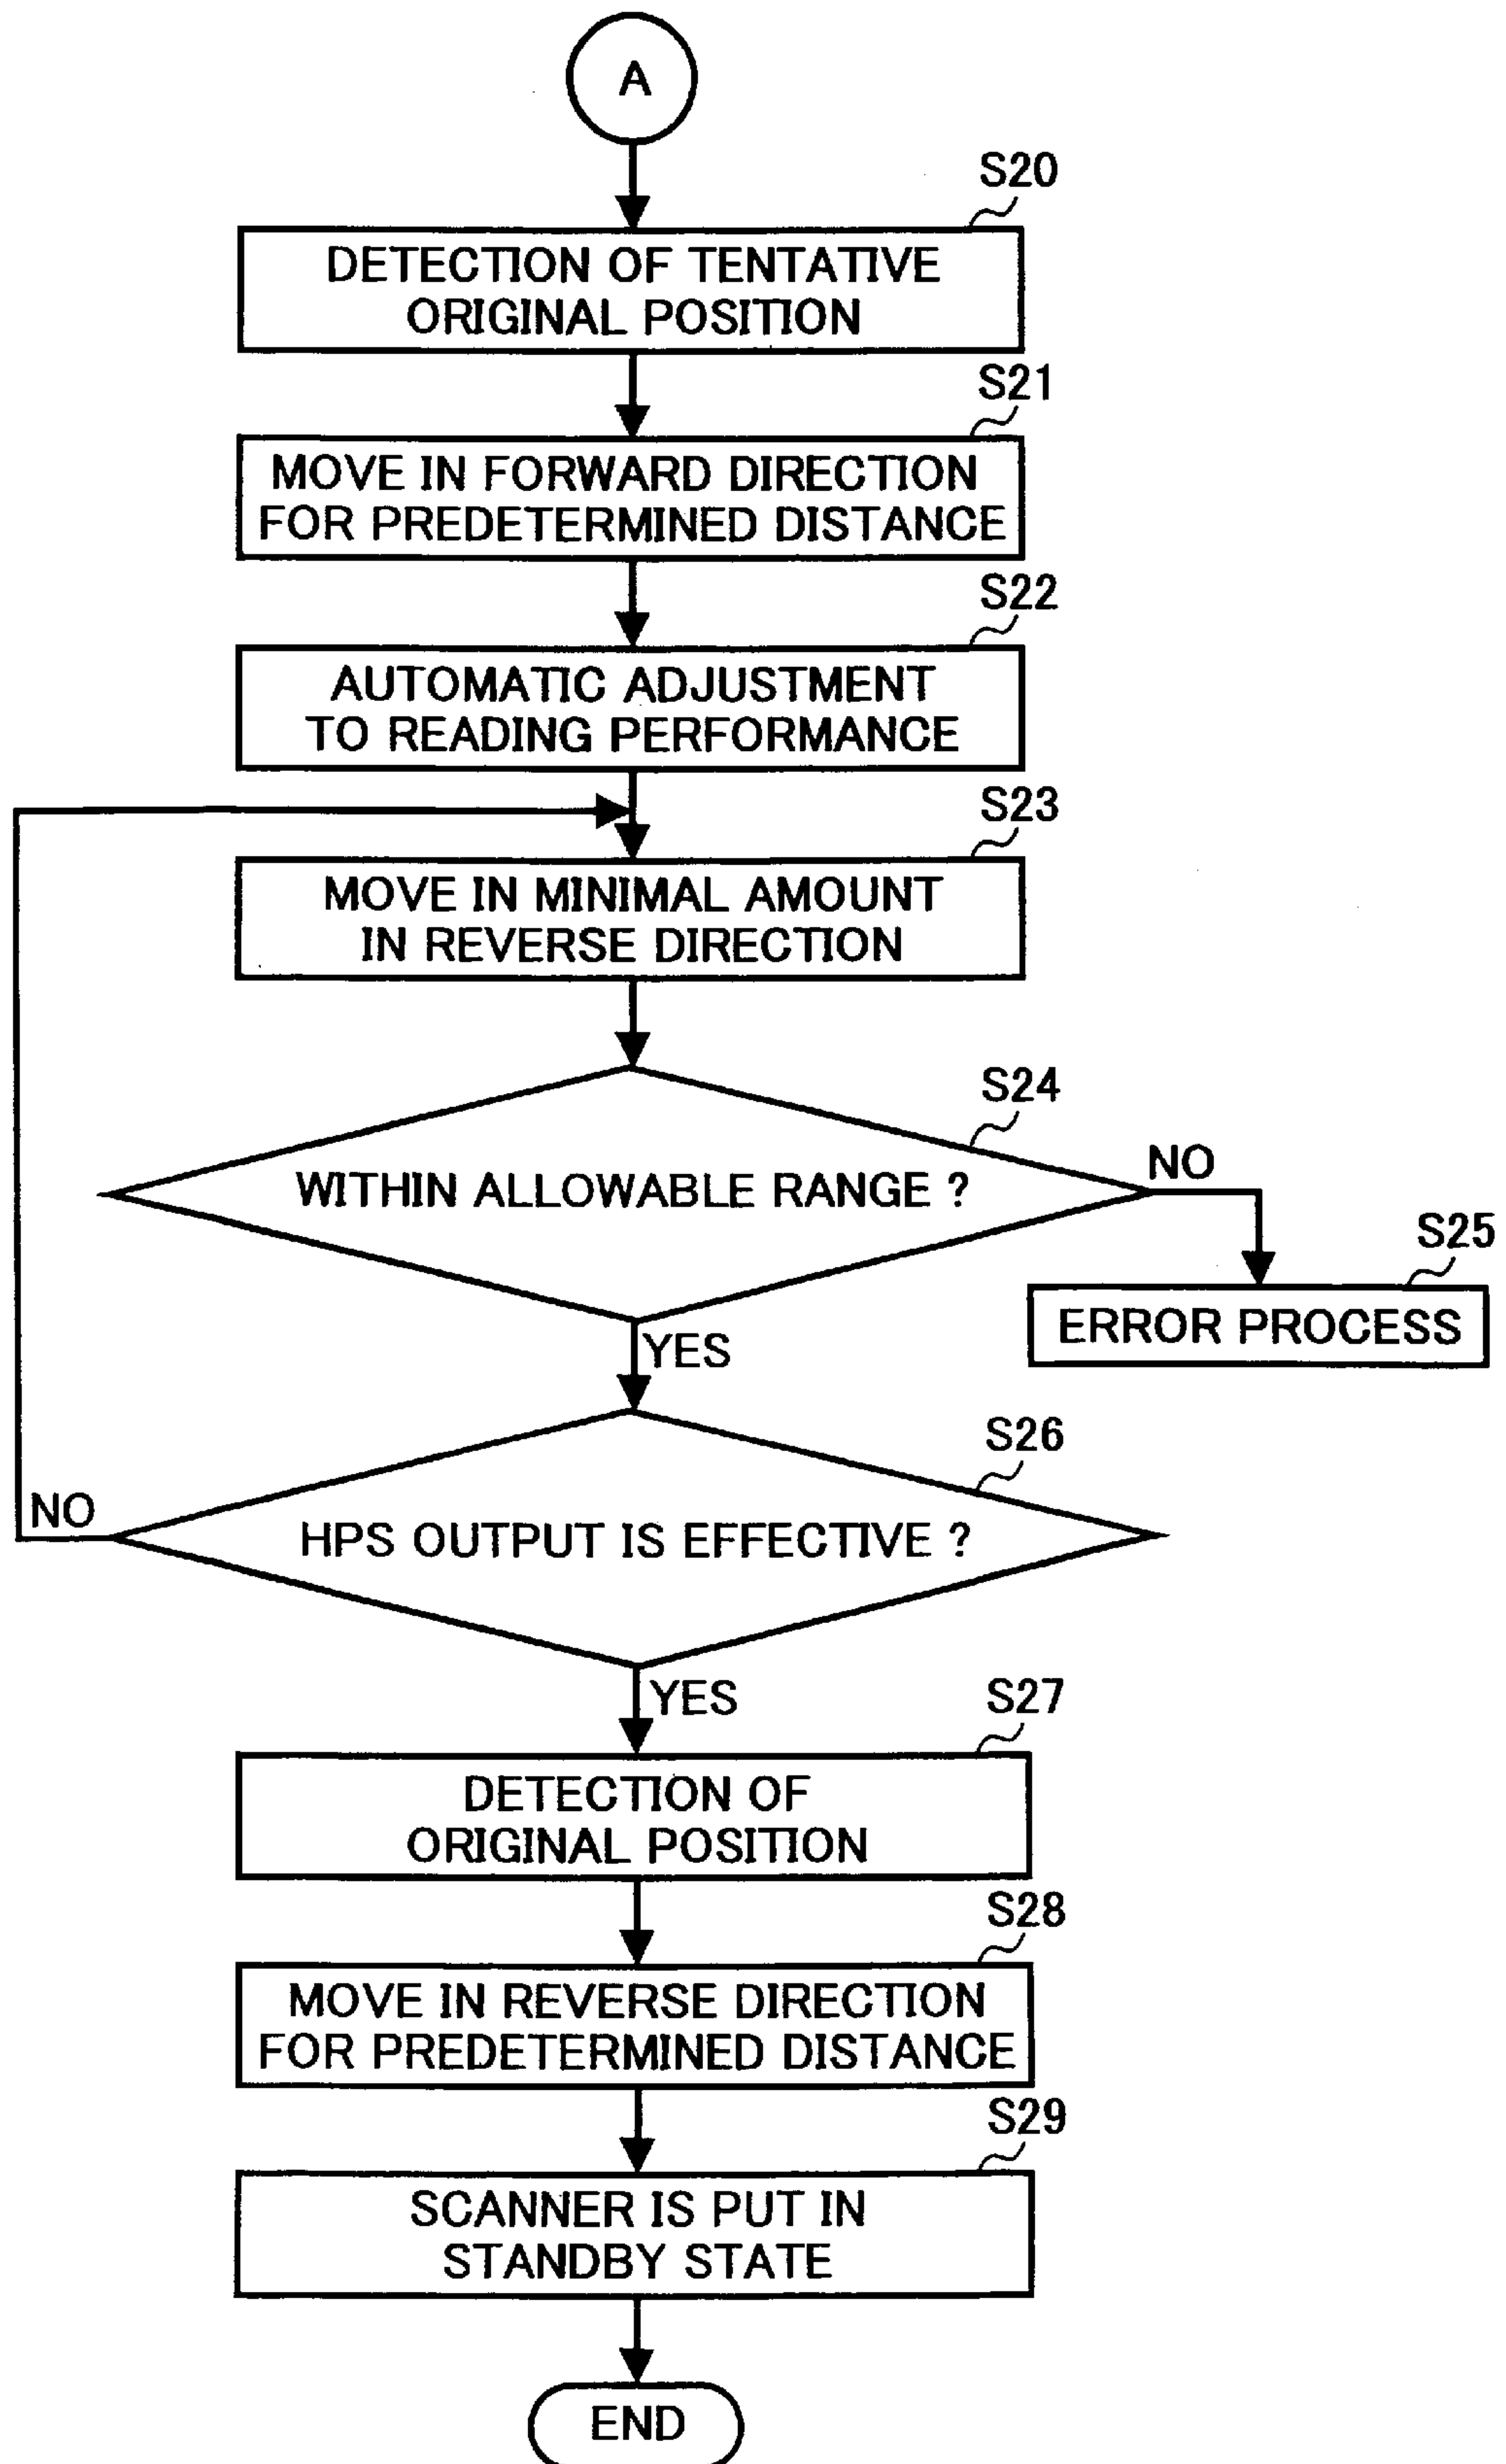 A
S20
DETECTION OF TENTATIVE
ORIGINAL POSITION
S21
MOVE IN FORWARD DIRECTION
FOR PREDETERMINED DISTANCE
S22
AUTOMATIC ADJUSTMENT
TO READING PERFORMANCE
S23
MOVE IN MINIMAL AMOUNT
IN REVERSE DIRECTION
S24
WITHIN ALLOWABLE RANGE ?
NO
S25
ERROR PROCESS
YES
S26
HPS OUTPUT IS EFFECTIVE ?
NO
YES
S27
DETECTION OF
ORIGINAL POSITION
S28
MOVE IN REVERSE DIRECTION
FOR PREDETERMINED DISTANCE
S29
SCANNER IS PUT IN
STANDBY STATE
END